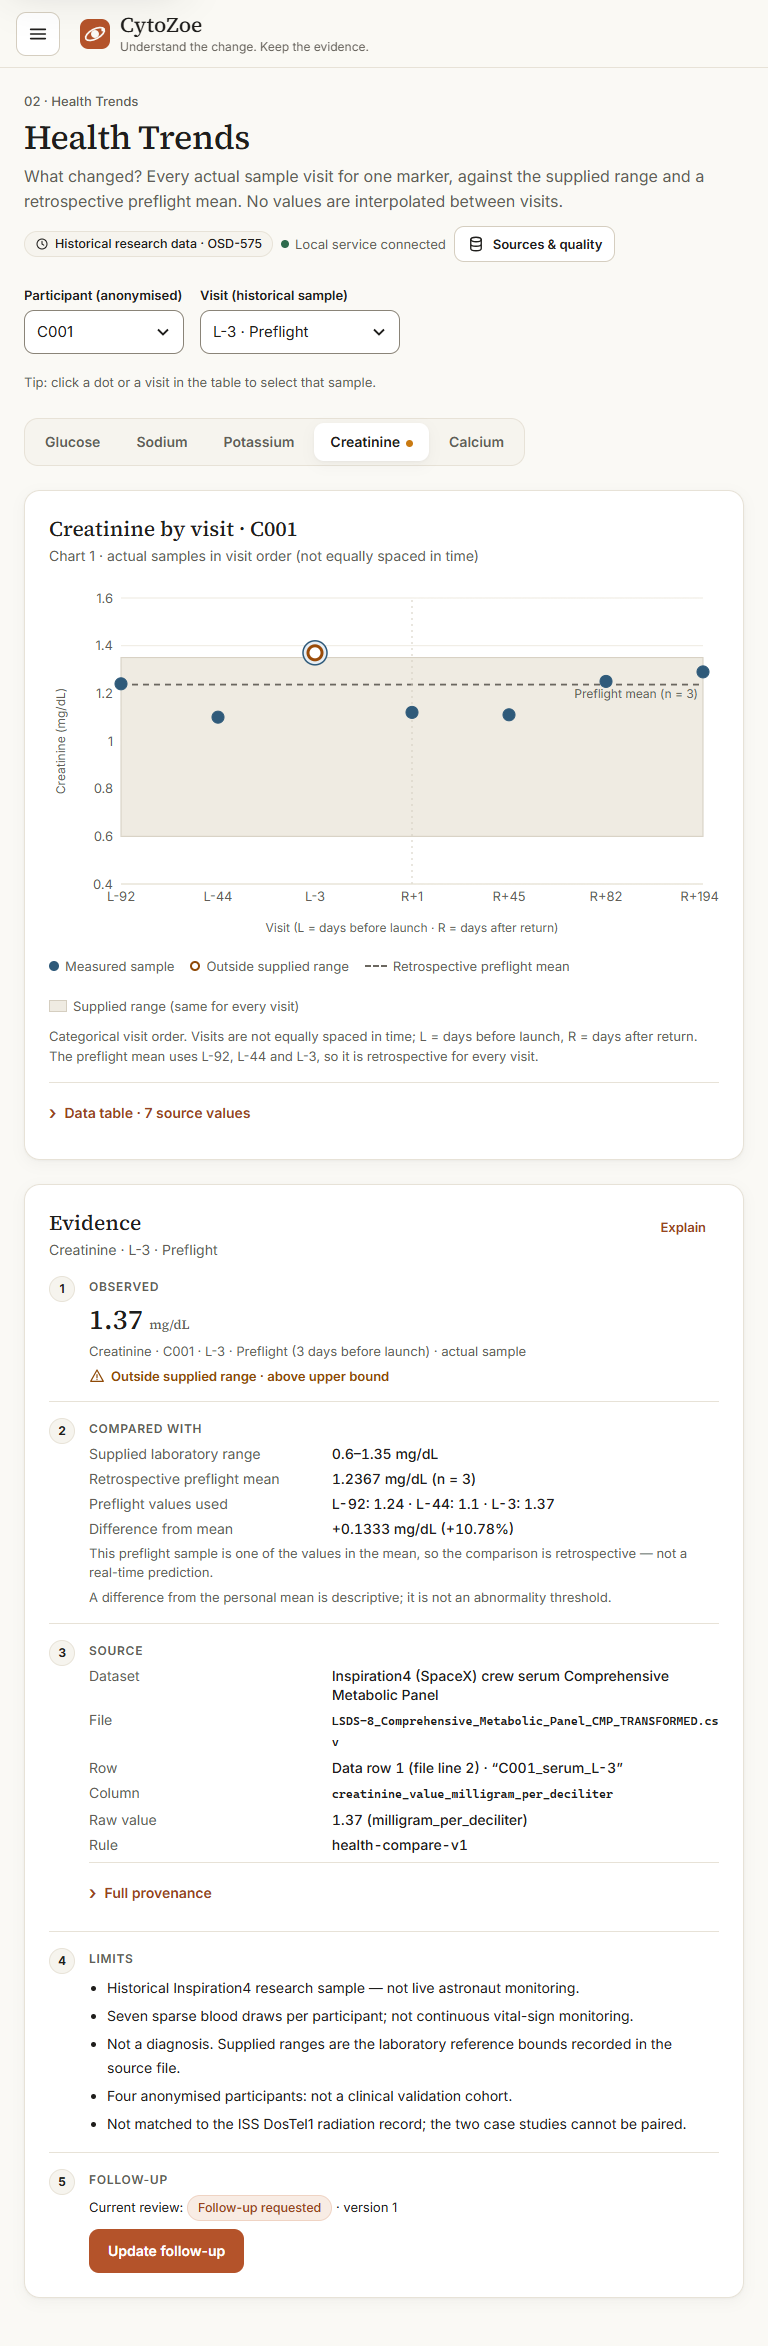 CytoZoe
Understand the change. Keep the evidence.
02 · Health Trends
Health Trends
What changed? Every actual sample visit for one marker, against the supplied range and a
retrospective preflight mean. No values are interpolated between visits.
Historical research data · OSD-575
Local service connected
Sources & quality
Participant (anonymised)
Visit (historical sample)
C001
L-3 · Preflight
Tip: click a dot or a visit in the table to select that sample.
Glucose
Sodium
Potassium
Creatinine
Calcium
Creatinine by visit · C001
Chart 1 · actual samples in visit order (not equally spaced in time)
1.6
1.4
1.2
1
0.8
0.6
0.4
Creatinine (mg/dL)
Preflight mean (n = 3)
L-92
L-44
L-3
R+1
R+45
R+82
R+194
Visit (L = days before launch · R = days after return)
Measured sample
Outside supplied range
Retrospective preflight mean
Supplied range (same for every visit)
Categorical visit order. Visits are not equally spaced in time; L = days before launch, R = days after return.
The preflight mean uses L-92, L-44 and L-3, so it is retrospective for every visit.
Data table · 7 source values
Evidence
Explain
Creatinine · L-3 · Preflight
1
OBSERVED
1.37 mg/dL
Creatinine · C001 · L-3 · Preflight (3 days before launch) · actual sample
Outside supplied range · above upper bound
2
COMPARED WITH
Supplied laboratory range
0.6–1.35 mg/dL
Retrospective preflight mean
1.2367 mg/dL (n = 3)
Preflight values used
L-92: 1.24 · L-44: 1.1 · L-3: 1.37
Difference from mean
+0.1333 mg/dL (+10.78%)
This preflight sample is one of the values in the mean, so the comparison is retrospective — not a
real-time prediction.
A difference from the personal mean is descriptive; it is not an abnormality threshold.
3
SOURCE
Dataset
Inspiration4 (SpaceX) crew serum Comprehensive
Metabolic Panel
File
LSDS-8_Comprehensive_Metabolic_Panel_CMP_TRANSFORMED.cs
v
Row
Data row 1 (file line 2) · “C001_serum_L-3”
Column
creatinine_value_milligram_per_deciliter
Raw value
1.37 (milligram_per_deciliter)
Rule
health-compare-v1
Full provenance
4
LIMITS
• Historical Inspiration4 research sample — not live astronaut monitoring.
• Seven sparse blood draws per participant; not continuous vital-sign monitoring.
• Not a diagnosis. Supplied ranges are the laboratory reference bounds recorded in the
source file.
• Four anonymised participants: not a clinical validation cohort.
• Not matched to the ISS DosTel1 radiation record; the two case studies cannot be paired.
5
FOLLOW-UP
Current review: Follow-up requested · version 1
Update follow-up